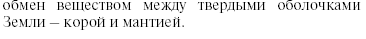 обмен веществом между твердыми оболочками
Земли – корой и мантией.